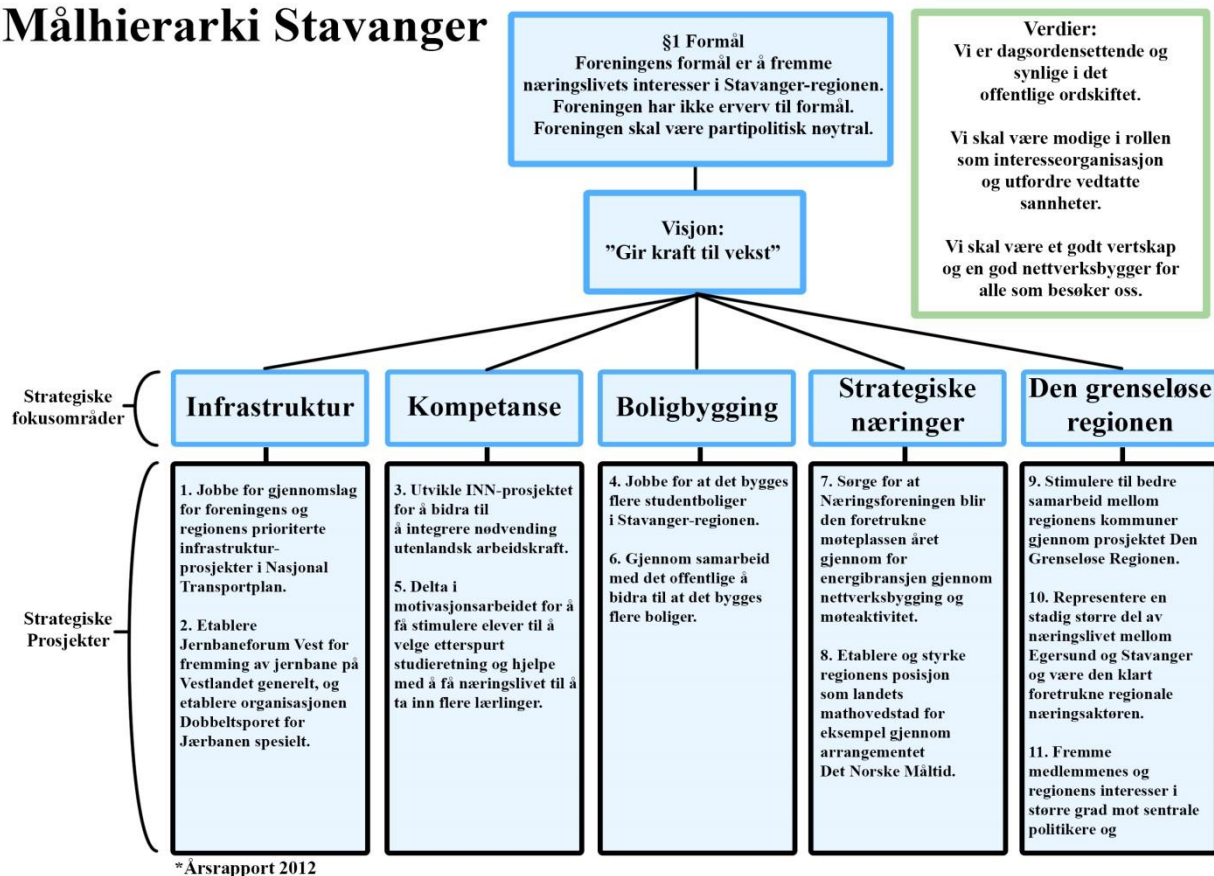 Målhierarki Stavanger
§1 Formål
Foreningens formål er å fremme
næringslivets interesser i Stavanger-regionen.
Foreningen har ikke erverv til formål.
Foreningen skal være partipolitisk nøytral.
Verdier:
Vi er dagsordensettende og
synlige i det
offentlige ordskiftet.
Vi skal være modige i rollen
som interesseorganisasjon
og utfordre vedtatte
sannheter.
Vi skal være et godt vertskap
og en god nettverksbygger for
alle som besøker oss.
Visjon:
”Gir kraft til vekst”
Strategiske
fokusområder
Infrastruktur
Kompetanse
Boligbygging
Strategiske
næringer
Den grenseløse
regionen
Strategiske
Prosjekter
1. Jobbe for gjennomslag
for foreningens og
regionens prioriterte
infrastruktur-
prosjekter i Nasjonal
Transportplan.
2. Etablere
Jernbaneforum Vest for
fremming av jernbane på
Vestlandet generelt, og
etablere organisasjonen
Dobbeltsporet for
Jærbanen spesielt.
3. Utvikle INN-prosjektet
for å bidra til
å integrere nødvending
utenlandsk arbeidskraft.
5. Delta i
motivasjonsarbeidet for å
få stimulere elever til å
velge etterspurt
studieretning og hjelpe
med å få næringslivet til å
ta inn flere lærlinger.
4. Jobbe for at det bygges
flere studentboliger
i Stavanger-regionen.
6. Gjennom samarbeid
med det offentlige å
bidra til at det bygges
flere boliger.
7. Sørge for at
Næringsforeningen blir
den foretrukne
møteplassen året
gjennom for
energibransjen gjennom
nettverksbygging og
møteaktivitet.
8. Etablere og styrke
regionens posisjon
som landets
mathovedstad for
eksempel gjennom
arrangementet
Det Norske Måltid.
9. Stimulere til bedre
samarbeid mellom
regionens kommuner
gjennom prosjektet Den
Grenseløse Regionen.
10. Representere en
stadig større del av
næringslivet mellom
Egersund og Stavanger
og være den klart
foretrukne regionale
næringsaktøren.
11. Fremme
medlemmenes og
regionens interesser i
større grad mot sentrale
politikere og
*Årsrapport 2012